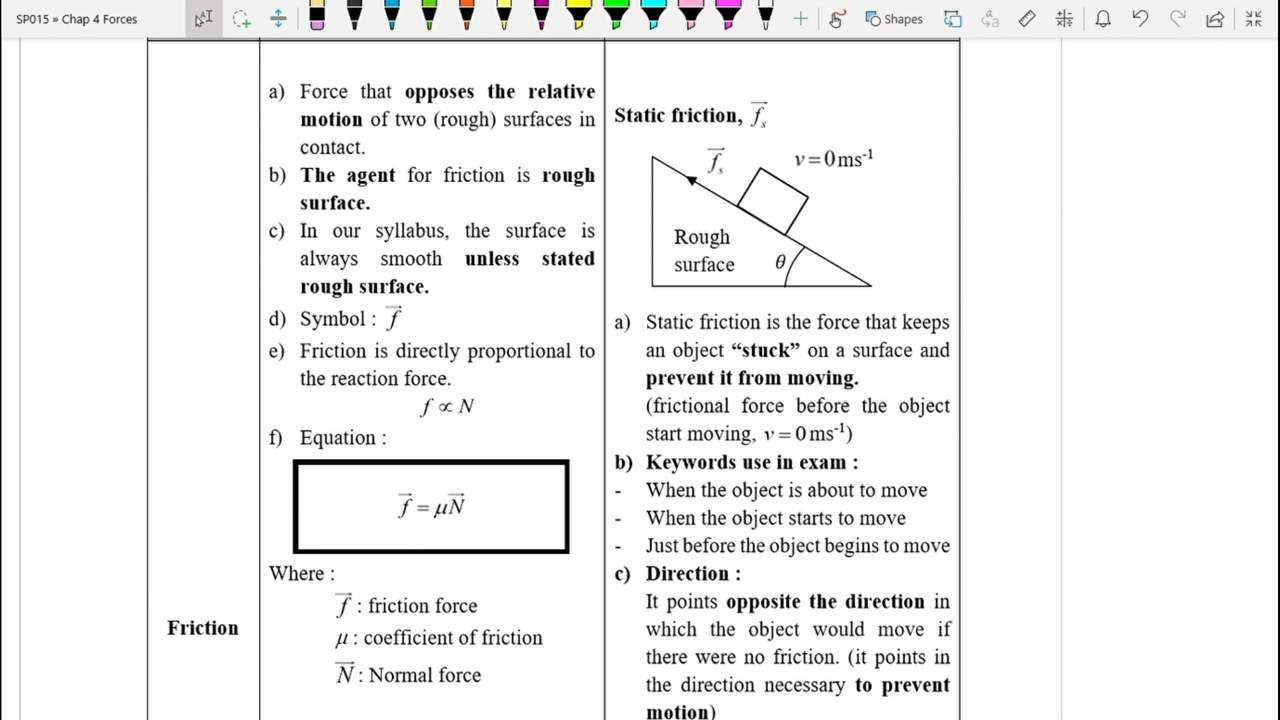 SP015 » Chap 4 Forces
Shapes
Friction
a) Force that opposes the relative
motion of two (rough) surfaces in
contact.
b) The agent for friction is rough
surface.
c) In our syllabus, the surface is
always smooth unless stated
rough surface.
d) Symbol : f⃗
e) Friction is directly proportional to
the reaction force.
f ∝ N
f) Equation :
f⃗ = μN⃗
Where :
f⃗ : friction force
μ : coefficient of friction
N⃗ : Normal force
Static friction, f⃗ₛ
f⃗ₛ
v = 0 ms⁻¹
Rough
surface
θ
a) Static friction is the force that keeps
an object “stuck” on a surface and
prevent it from moving.
(frictional force before the object
start moving, v = 0 ms⁻¹)
b) Keywords use in exam :
- When the object is about to move
- When the object starts to move
- Just before the object begins to move
c) Direction :
It points opposite the direction in
which the object would move if
there were no friction. (it points in
the direction necessary to prevent
motion)